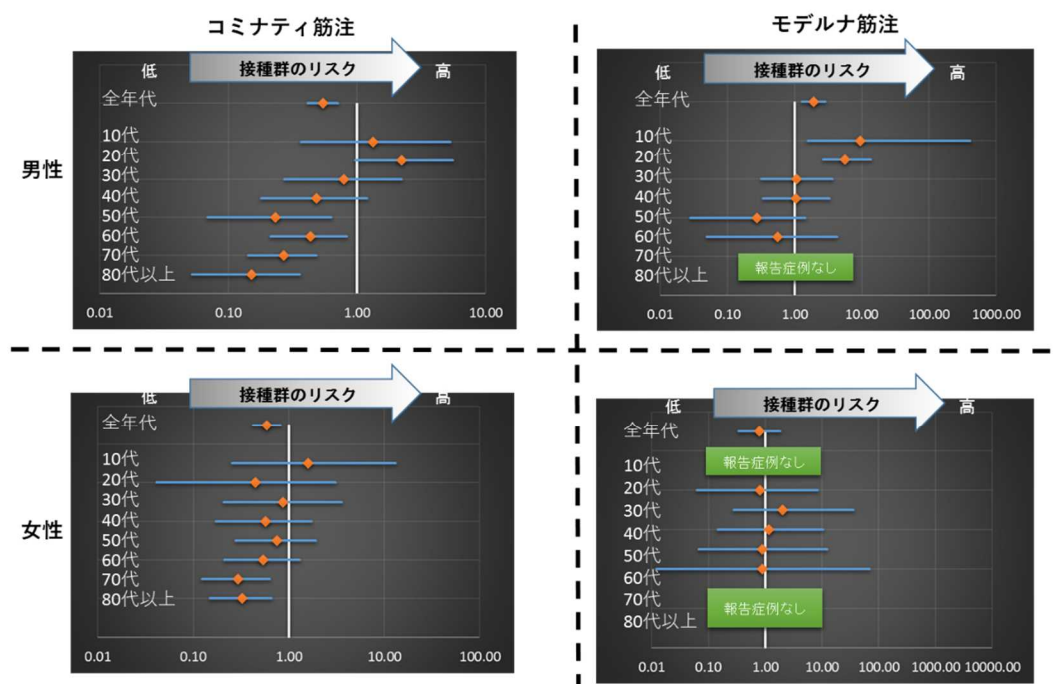 コミナティ筋注
モデルナ筋注
男性
低
接種群のリスク
高
全年代
10代
20代
30代
40代
50代
60代
70代
80代以上
0.01
0.10
1.00
10.00
低
接種群のリスク
高
全年代
10代
20代
30代
40代
50代
60代
70代
80代以上
報告症例なし
0.01
0.10
1.00
10.00
100.00
1000.00
女性
低
接種群のリスク
高
全年代
10代
20代
30代
40代
50代
60代
70代
80代以上
0.01
0.10
1.00
10.00
100.00
低
接種群のリスク
高
全年代
10代
報告症例なし
20代
30代
40代
50代
60代
70代
80代以上
報告症例なし
0.01
0.10
1.00
10.00
100.00
1000.00
10000.00